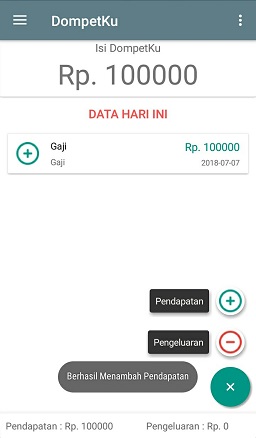 DompetKu
Isi DompetKu
Rp. 100000
DATA HARI INI
Gaji
Rp. 100000
Gaji
2018-07-07
Pendapatan
Pengeluaran
Berhasil Menambah Pendapatan
Pendapatan : Rp. 100000
Pengeluaran : Rp. 0